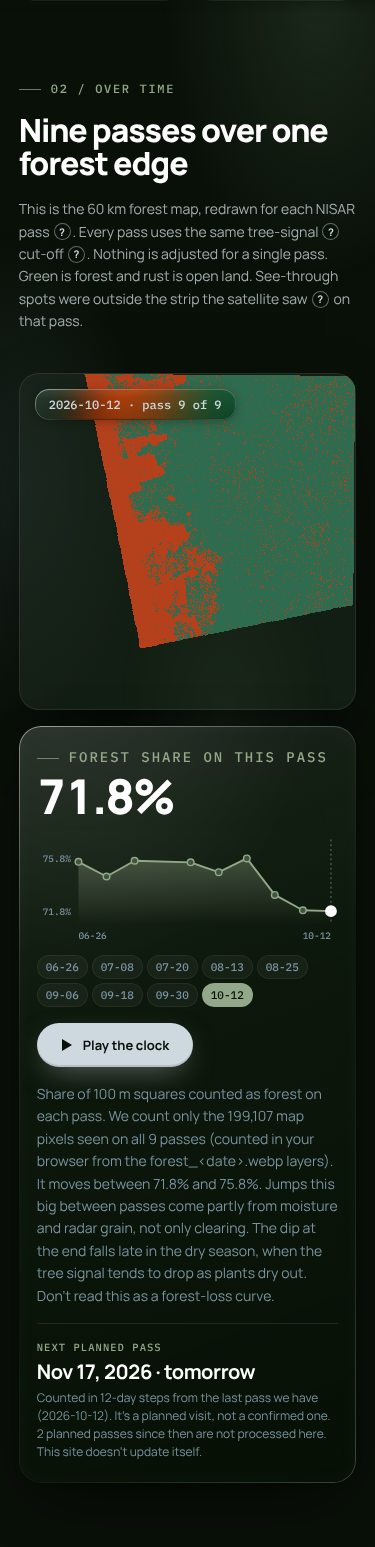 02 / OVER TIME
Nine passes over one
forest edge
This is the 60 km forest map, redrawn for each NISAR
pass ?. Every pass uses the same tree-signal ?
cut-off ?. Nothing is adjusted for a single pass.
Green is forest and rust is open land. See-through
spots were outside the strip the satellite saw ? on
that pass.
2026-10-12 · pass 9 of 9
FOREST SHARE ON THIS PASS
71.8%
75.8%
71.8%
06-26 10-12
06-26 07-08 07-20 08-13 08-25
09-06 09-18 09-30 10-12
Play the clock
Share of 100 m squares counted as forest on
each pass. We count only the 199,107 map
pixels seen on all 9 passes (counted in your
browser from the forest_<date>.webp layers).
It moves between 71.8% and 75.8%. Jumps this
big between passes come partly from moisture
and radar grain, not only clearing. The dip at
the end falls late in the dry season, when the
tree signal tends to drop as plants dry out.
Don't read this as a forest-loss curve.
NEXT PLANNED PASS
Nov 17, 2026 · tomorrow
Counted in 12-day steps from the last pass we have
(2026-10-12). It's a planned visit, not a confirmed one.
2 planned passes since then are not processed here.
This site doesn't update itself.